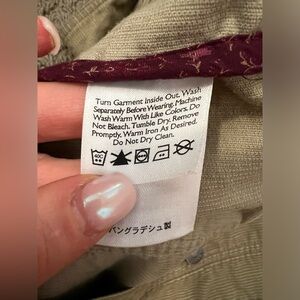 Turn Garment Inside Out. Wash
Separately Before Wearing. Machine
Wash Warm With Like Colors. Do
Not Bleach. Tumble Dry. Remove
Promptly. Warm Iron As Desired.
Do Not Dry Clean.
バングラデシュ製